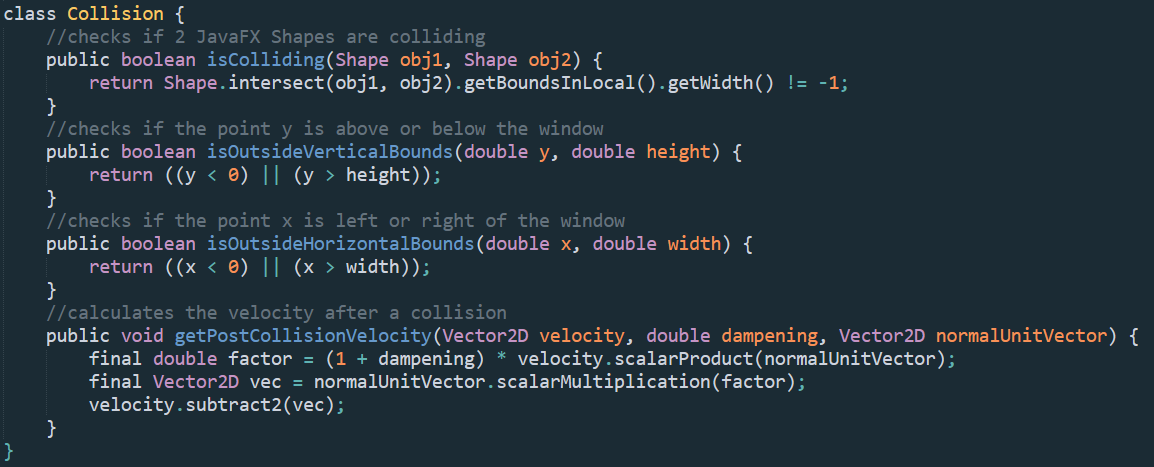 class Collision {
    //checks if 2 JavaFX Shapes are colliding
    public boolean isColliding(Shape obj1, Shape obj2) {
        return Shape.intersect(obj1, obj2).getBoundsInLocal().getWidth() != -1;
    }
    //checks if the point y is above or below the window
    public boolean isOutsideVerticalBounds(double y, double height) {
        return ((y < 0) || (y > height));
    }
    //checks if the point x is left or right of the window
    public boolean isOutsideHorizontalBounds(double x, double width) {
        return ((x < 0) || (x > width));
    }
    //calculates the velocity after a collision
    public void getPostCollisionVelocity(Vector2D velocity, double dampening, Vector2D normalUnitVector) {
        final double factor = (1 + dampening) * velocity.scalarProduct(normalUnitVector);
        final Vector2D vec = normalUnitVector.scalarMultiplication(factor);
        velocity.subtract2(vec);
    }
}